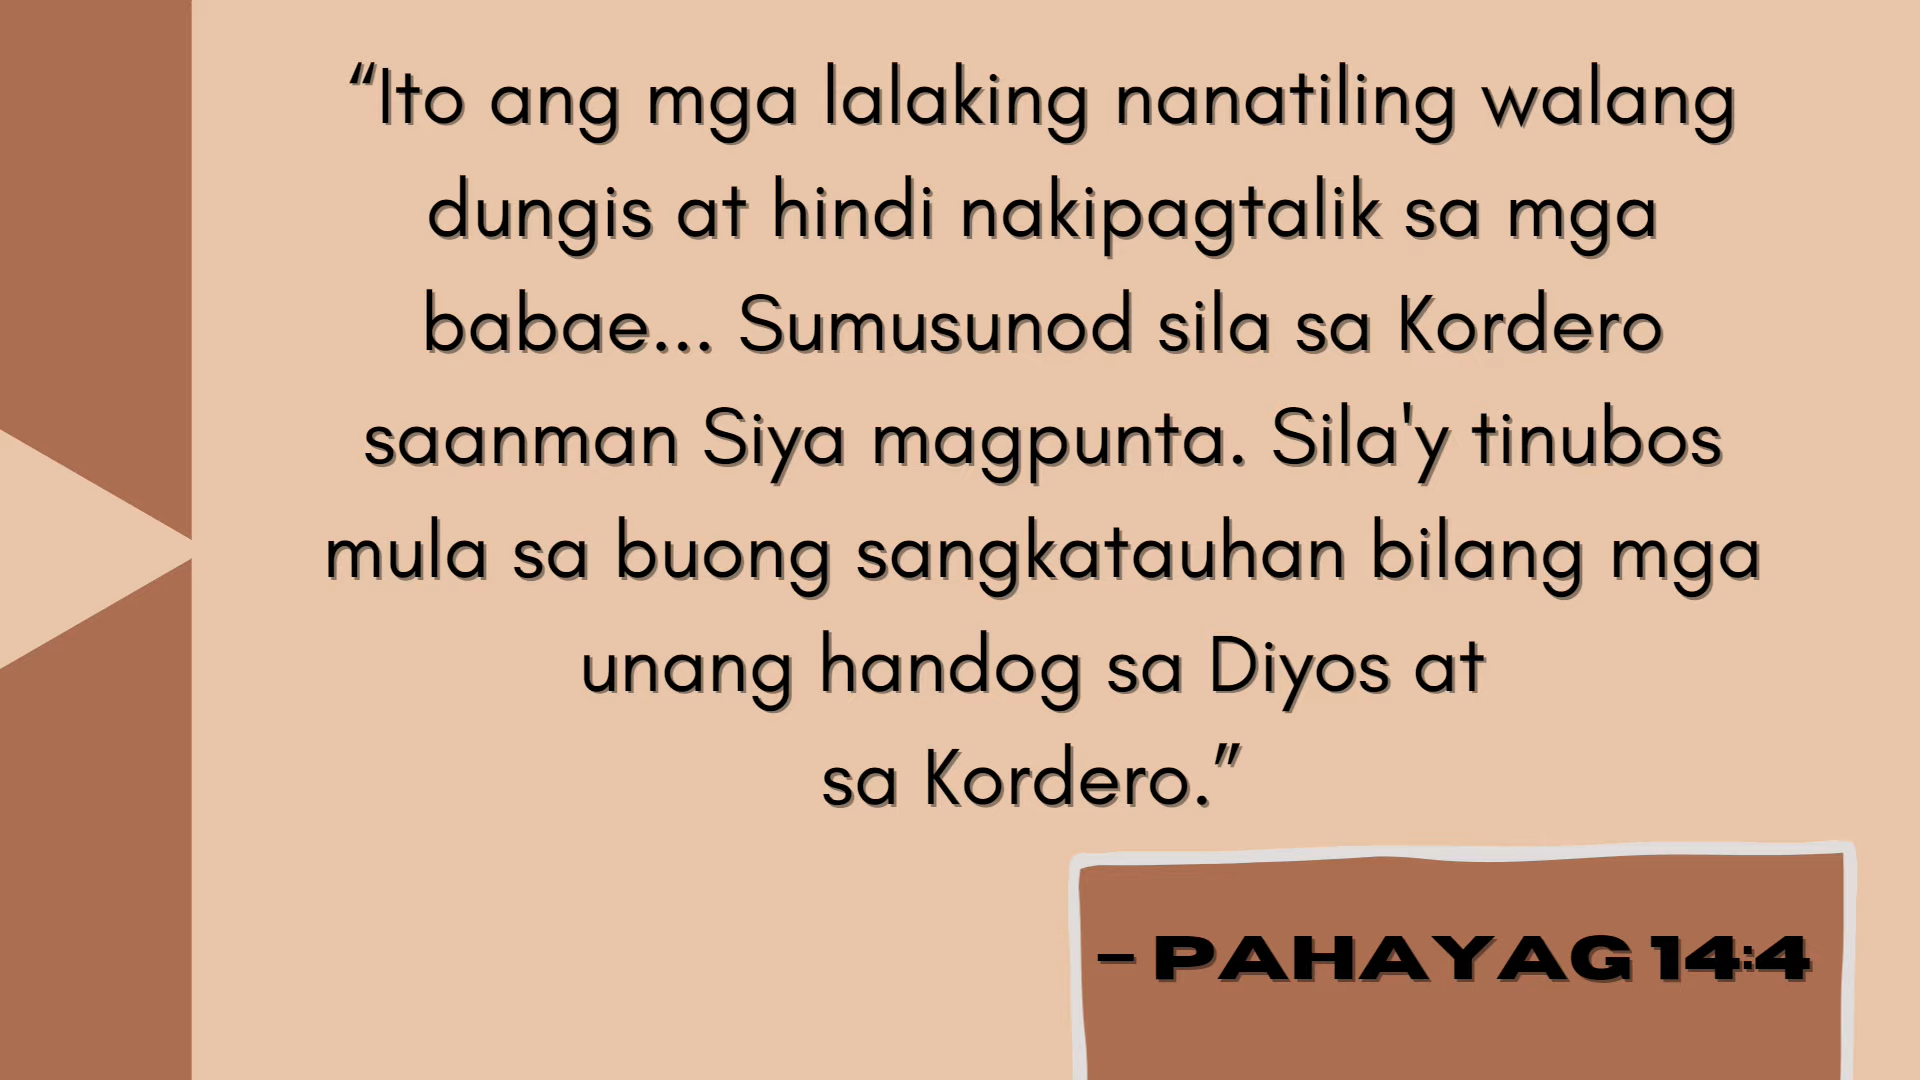 “Ito ang mga lalaking nanatiling walang
dungis at hindi nakipagtalik sa mga
babae... Sumusunod sila sa Kordero
saanman Siya magpunta. Sila'y tinubos
mula sa buong sangkatauhan bilang mga
unang handog sa Diyos at
sa Kordero.”
– PAHAYAG 14:4